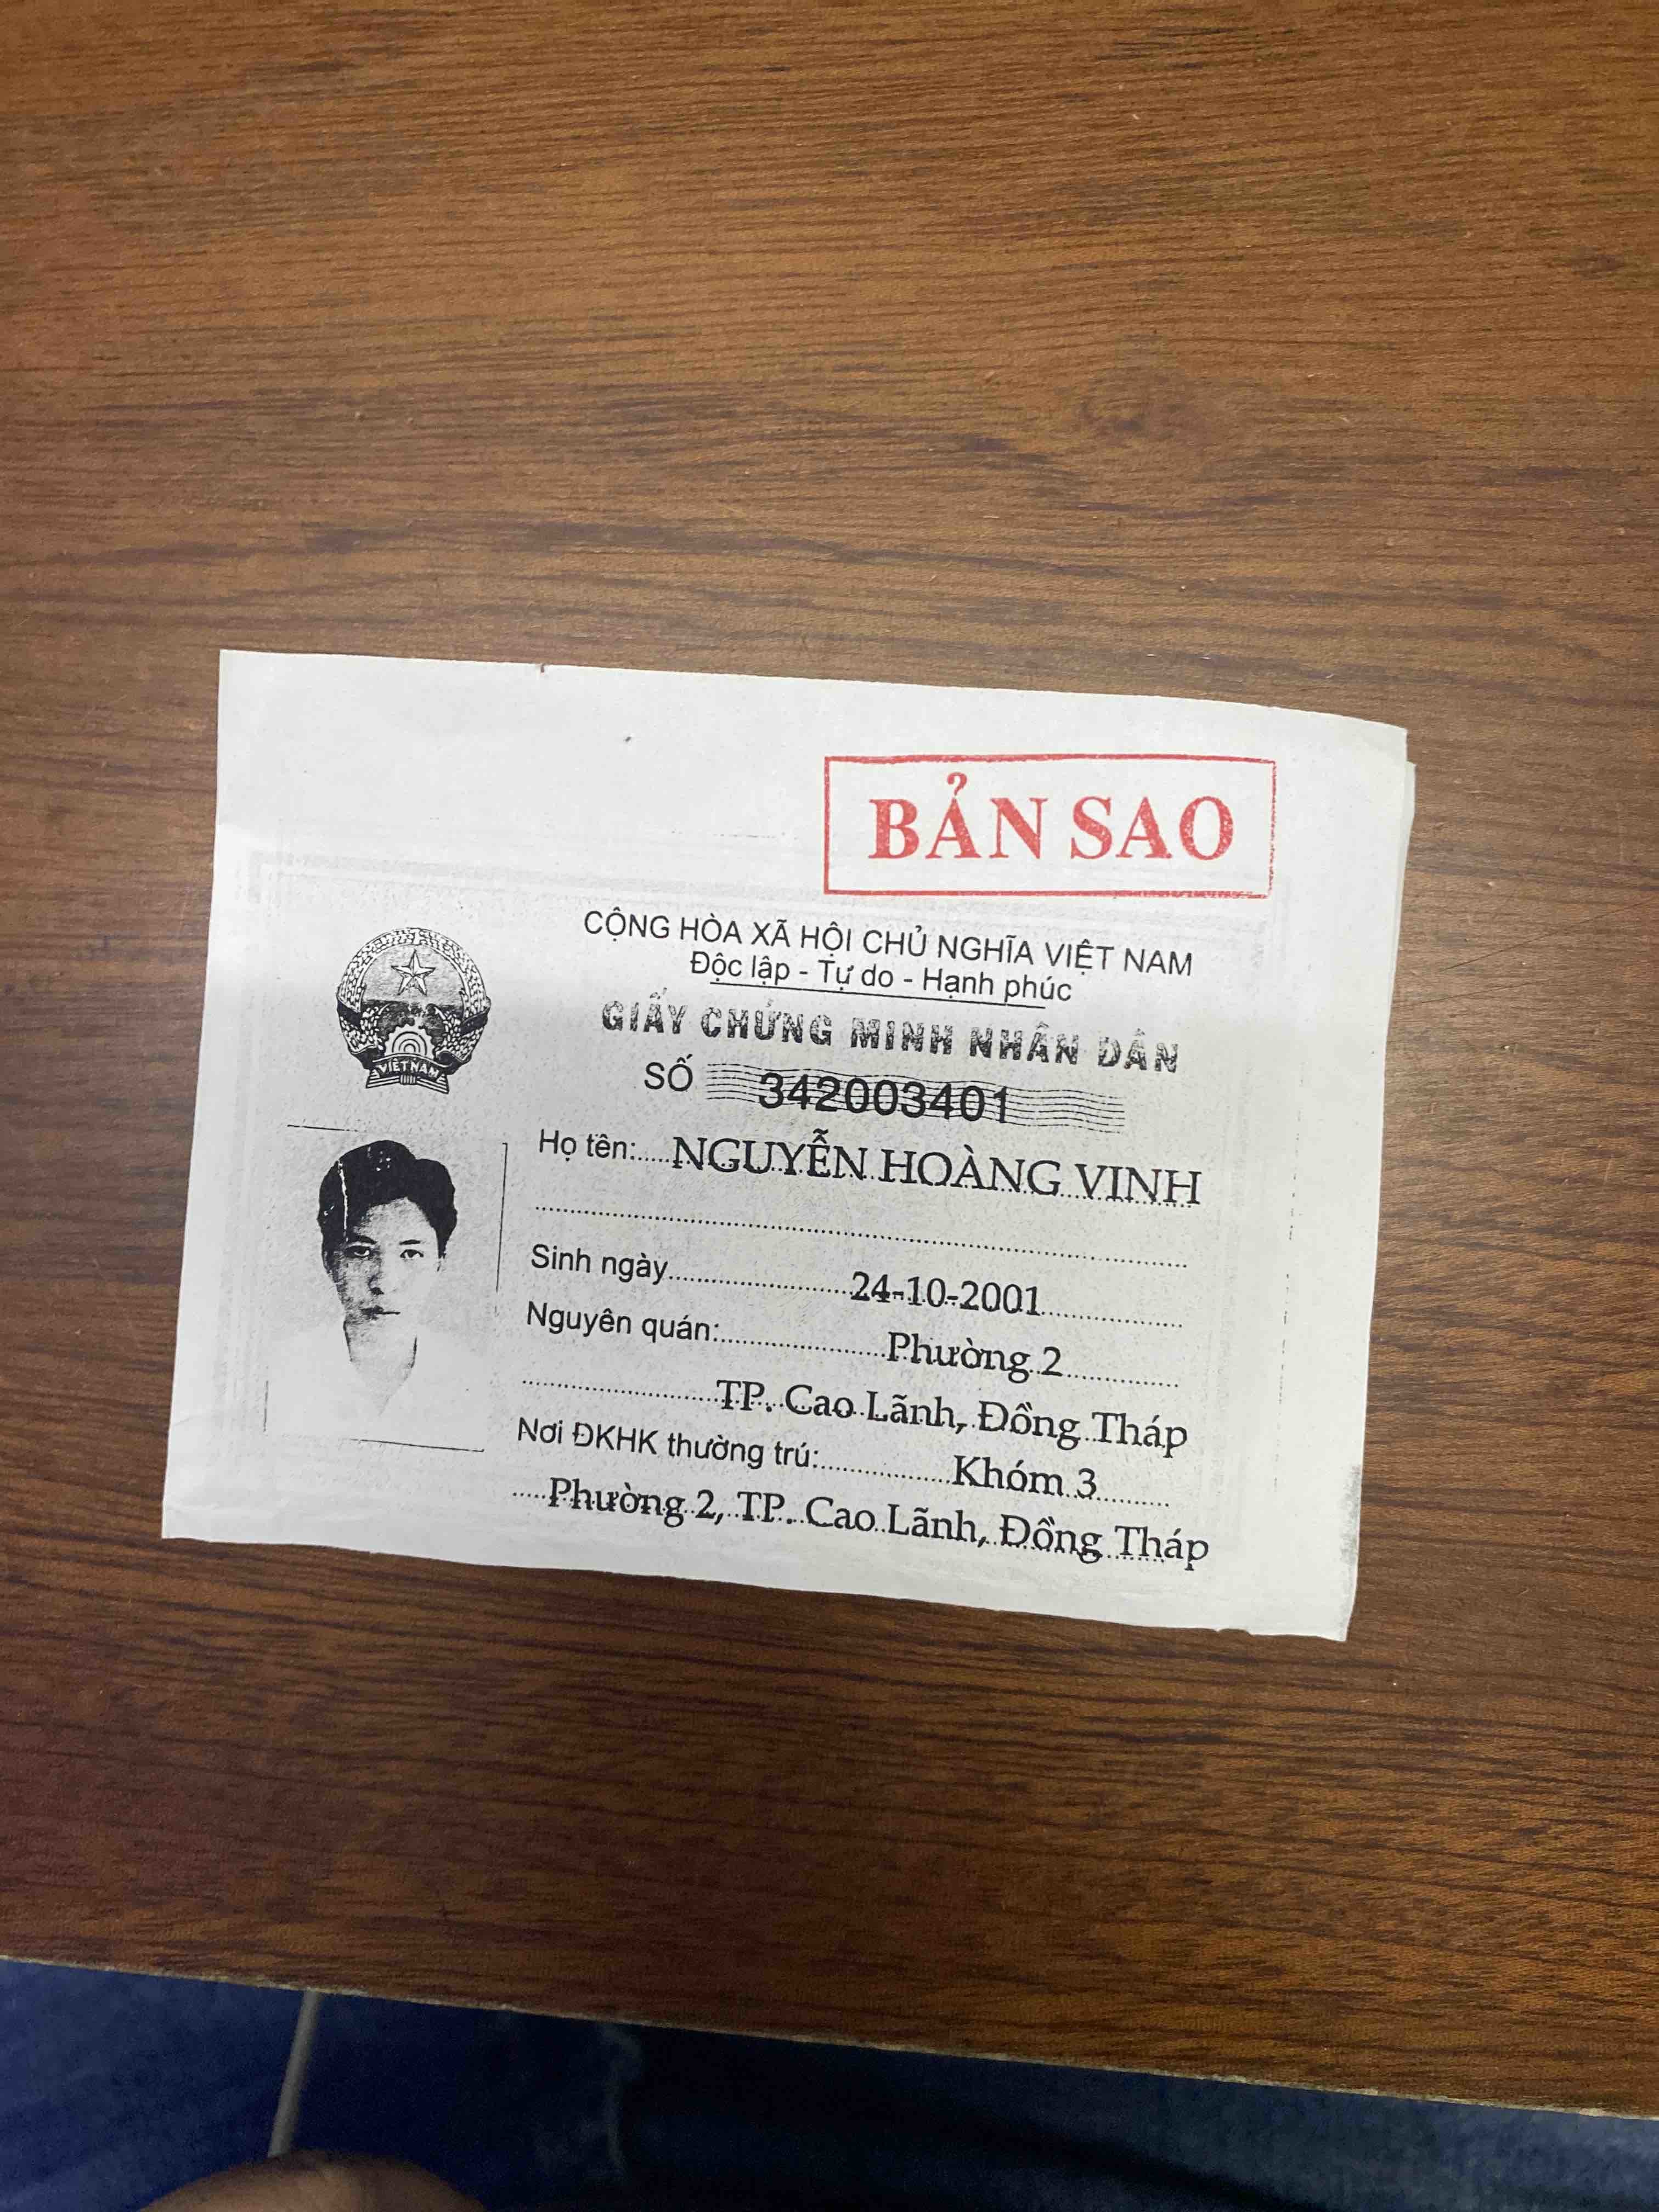 BẢN SAO
CỘNG HÒA XÃ HỘI CHỦ NGHĨA VIỆT NAM
Độc lập - Tự do - Hạnh phúc
GIẤY CHỨNG MINH NHÂN DÂN
SỐ 342003401
VIỆT NAM
Họ tên: NGUYỄN HOÀNG VINH
Sinh ngày 24-10-2001
Nguyên quán: Phường 2
TP. Cao Lãnh, Đồng Tháp
Nơi ĐKHK thường trú: Khóm 3
Phường 2, TP. Cao Lãnh, Đồng Tháp